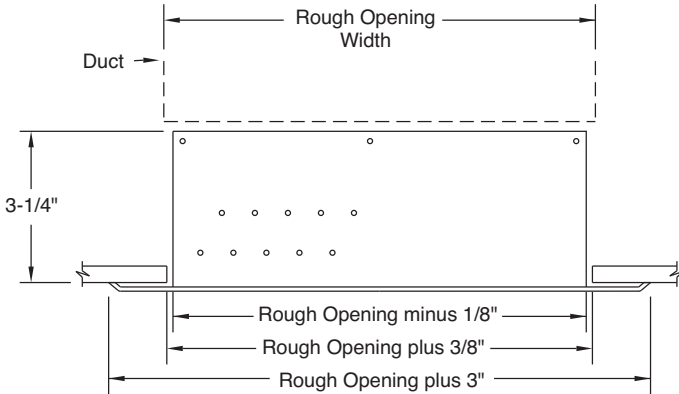 Rough Opening
Width
Duct
3-1/4"
Rough Opening minus 1/8"
Rough Opening plus 3/8"
Rough Opening plus 3"